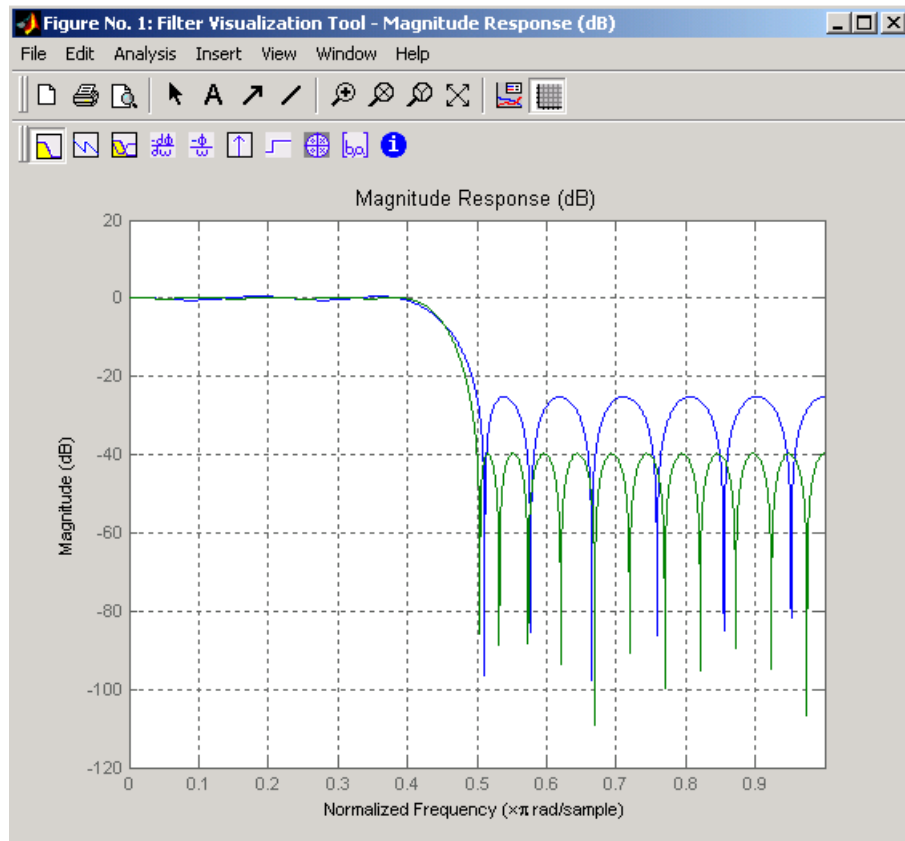 Figure No. 1: Filter Visualization Tool - Magnitude Response (dB)
File Edit Analysis Insert View Window Help
A
[b,a] i
Magnitude Response (dB)
20
0
-20
-40
-60
-80
-100
-120
Magnitude (dB)
0 0.1 0.2 0.3 0.4 0.5 0.6 0.7 0.8 0.9
Normalized Frequency (×π rad/sample)